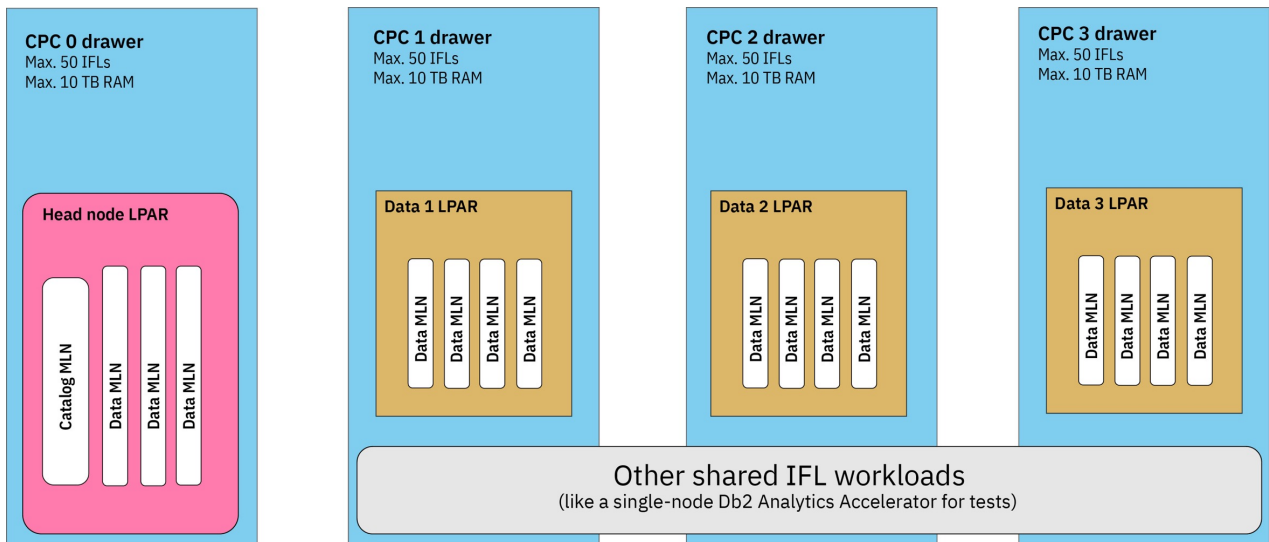 CPC 0 drawer
Max. 50 IFLs
Max. 10 TB RAM
Head node LPAR
Catalog MLN
Data MLN
Data MLN
Data MLN
CPC 1 drawer
Max. 50 IFLs
Max. 10 TB RAM
Data 1 LPAR
Data MLN
Data MLN
Data MLN
Data MLN
CPC 2 drawer
Max. 50 IFLs
Max. 10 TB RAM
Data 2 LPAR
Data MLN
Data MLN
Data MLN
Data MLN
CPC 3 drawer
Max. 50 IFLs
Max. 10 TB RAM
Data 3 LPAR
Data MLN
Data MLN
Data MLN
Data MLN
Other shared IFL workloads
(like a single-node Db2 Analytics Accelerator for tests)